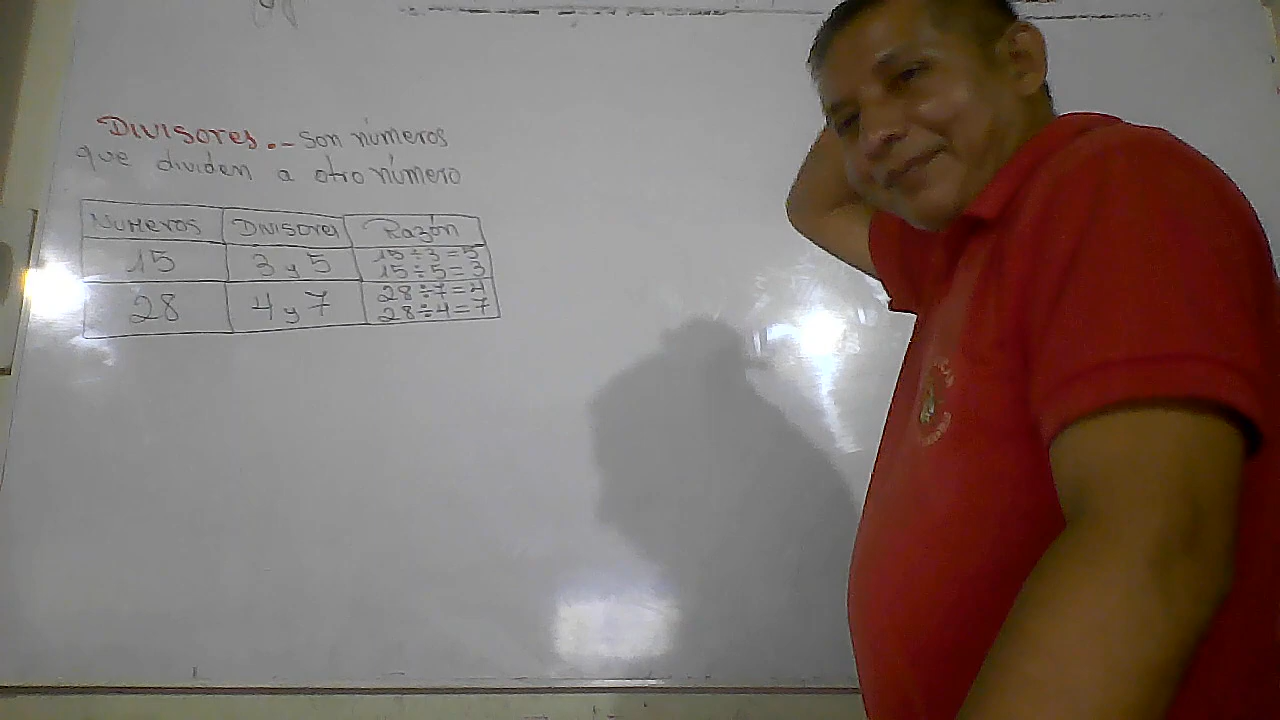 Divisores.- son números
que dividen a otro número
Numeros Divisores Razón
15 3 y 5 15÷3=5
15÷5=3
28 4 y 7 28÷7=4
28÷4=7